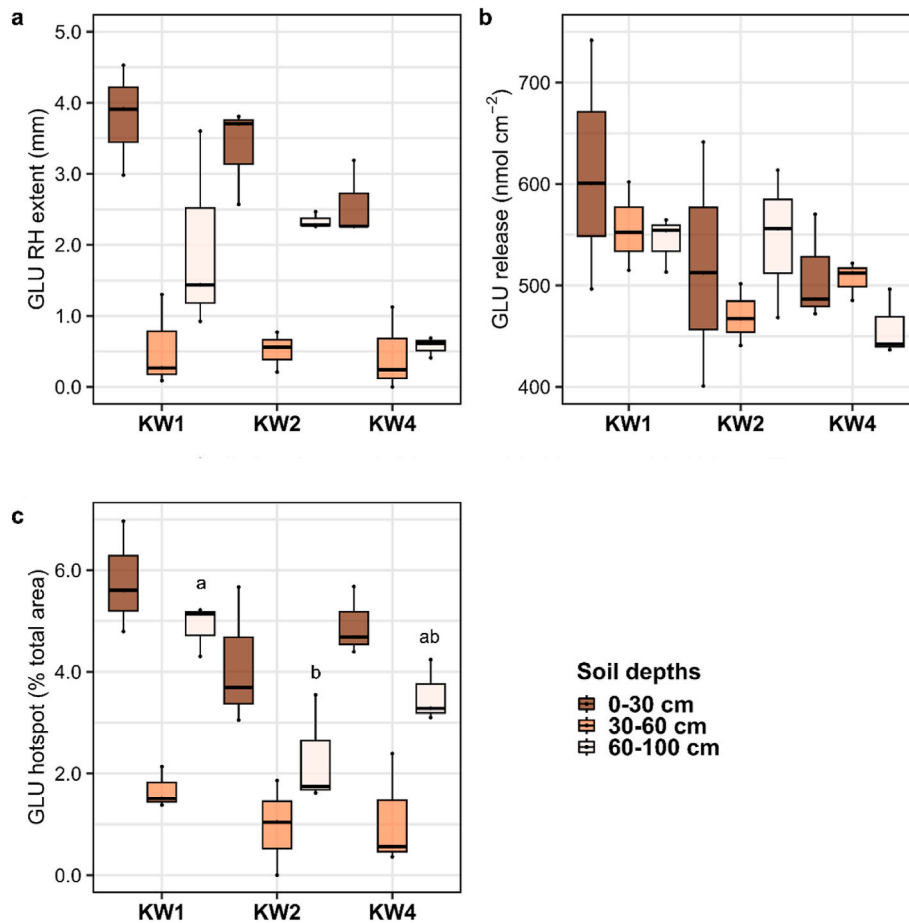 a
5.0
4.0
3.0
2.0
1.0
0.0
GLU RH extent (mm)
KW1 KW2 KW4
b
700
600
500
400
GLU release (nmol cm⁻²)
KW1 KW2 KW4
c
6.0
4.0
2.0
0.0
GLU hotspot (% total area)
a
b
ab
KW1 KW2 KW4
Soil depths
0-30 cm
30-60 cm
60-100 cm